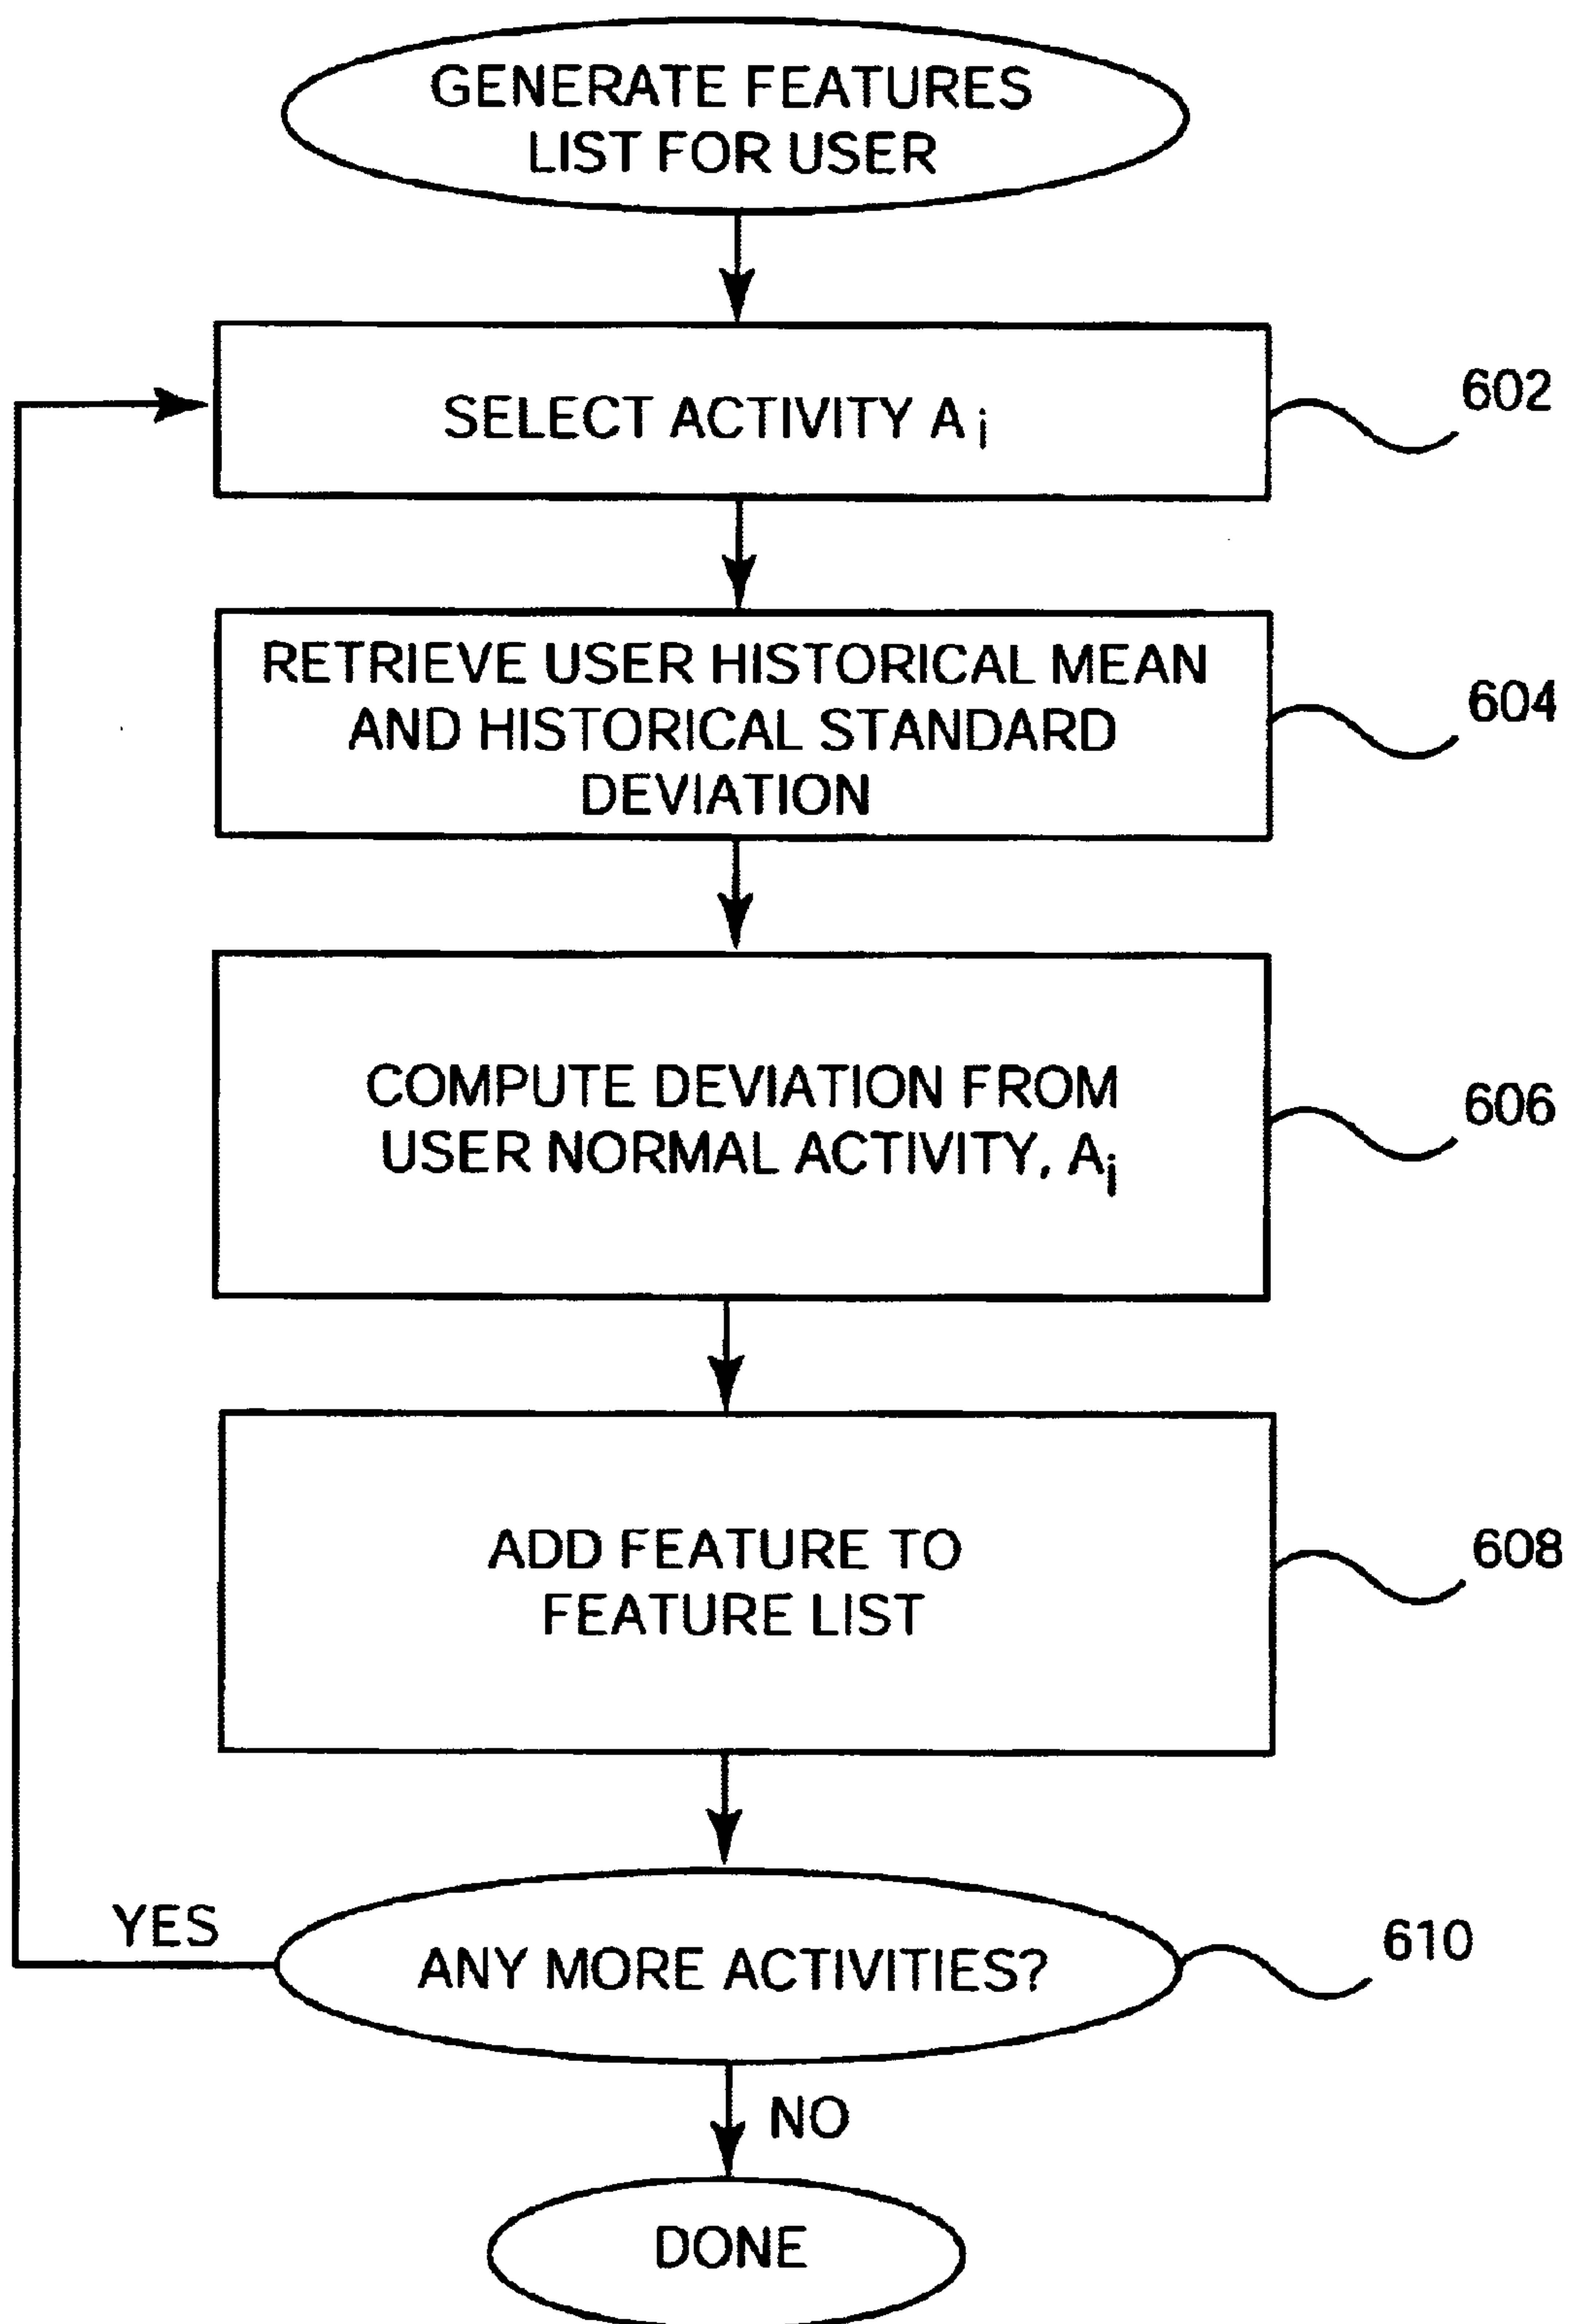 GENERATE FEATURES
LIST FOR USER
SELECT ACTIVITY A i
602
RETRIEVE USER HISTORICAL MEAN
AND HISTORICAL STANDARD
DEVIATION
604
COMPUTE DEVIATION FROM
USER NORMAL ACTIVITY, Ai
606
ADD FEATURE TO
FEATURE LIST
608
YES
ANY MORE ACTIVITIES?
610
NO
DONE